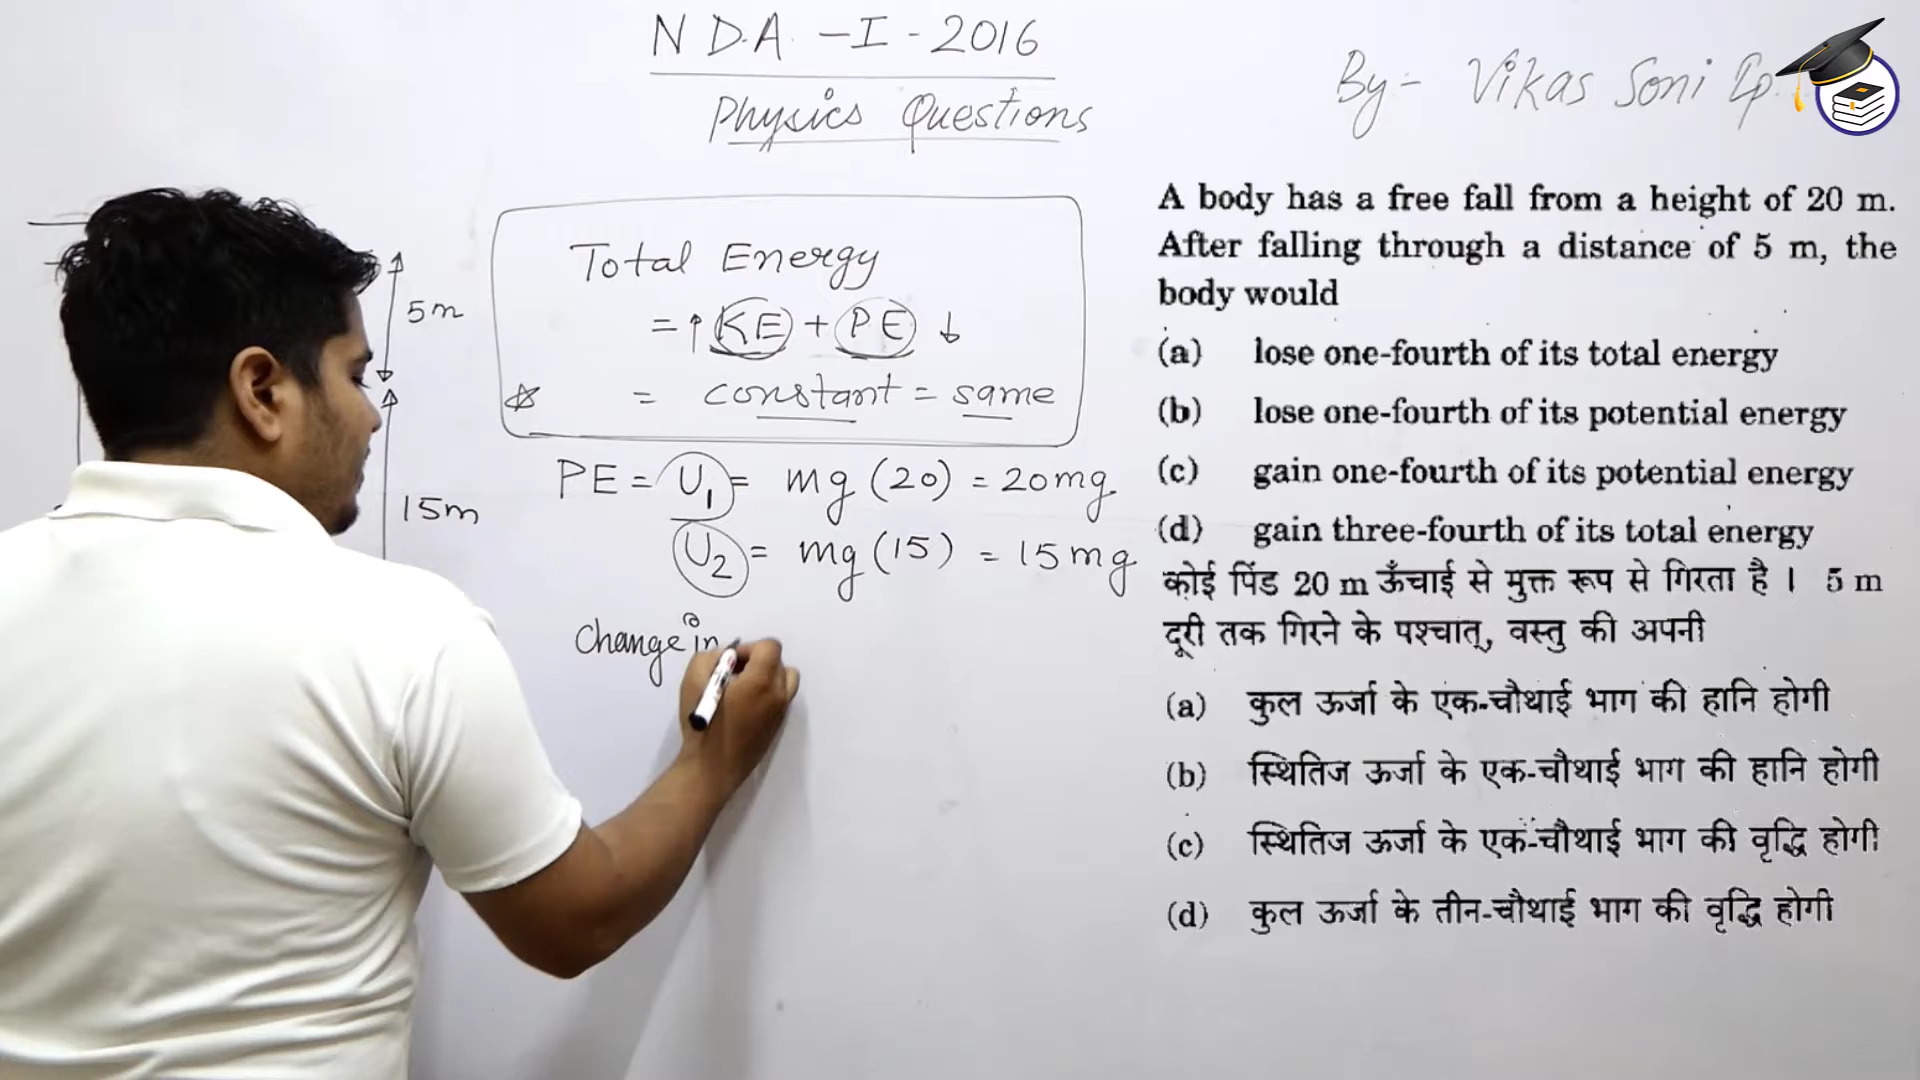 NDA - I - 2016
Physics Questions
By - Vikas Soni
5m
15m
Total Energy
= ↑ KE + PE ↓
= constant = same
PE = U₁ = mg (20) = 20mg
U₂ = mg (15) = 15mg
Change in
A body has a free fall from a height of 20 m.
After falling through a distance of 5 m, the
body would
(a) lose one-fourth of its total energy
(b) lose one-fourth of its potential energy
(c) gain one-fourth of its potential energy
(d) gain three-fourth of its total energy
कोई पिंड 20 m ऊँचाई से मुक्त रूप से गिरता है । 5 m
दूरी तक गिरने के पश्चात्, वस्तु की अपनी
(a) कुल ऊर्जा के एक-चौथाई भाग की हानि होगी
(b) स्थितिज ऊर्जा के एक-चौथाई भाग की हानि होगी
(c) स्थितिज ऊर्जा के एक-चौथाई भाग की वृद्धि होगी
(d) कुल ऊर्जा के तीन-चौथाई भाग की वृद्धि होगी